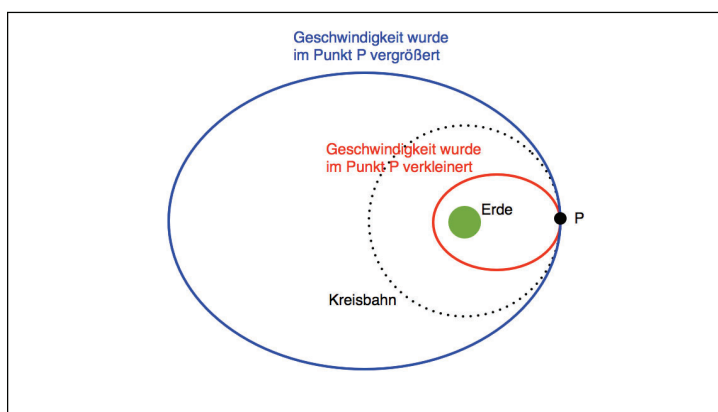 Geschwindigkeit wurde
im Punkt P vergrößert
Geschwindigkeit wurde
im Punkt P verkleinert
Erde
P
Kreisbahn